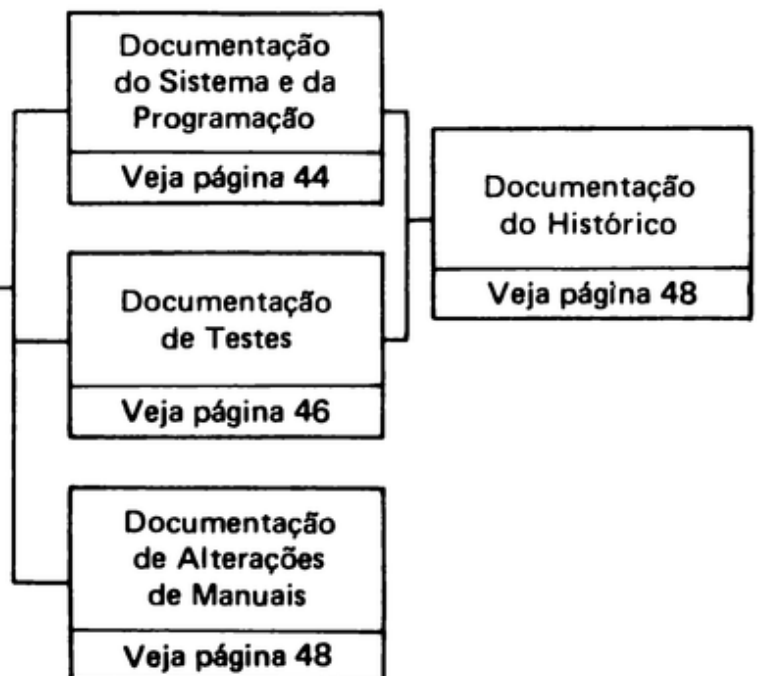 Documentação
do Sistema e da
Programação
Veja página 44
Documentação
de Testes
Veja página 46
Documentação
de Alterações
de Manuais
Veja página 48
Documentação
do Histórico
Veja página 48